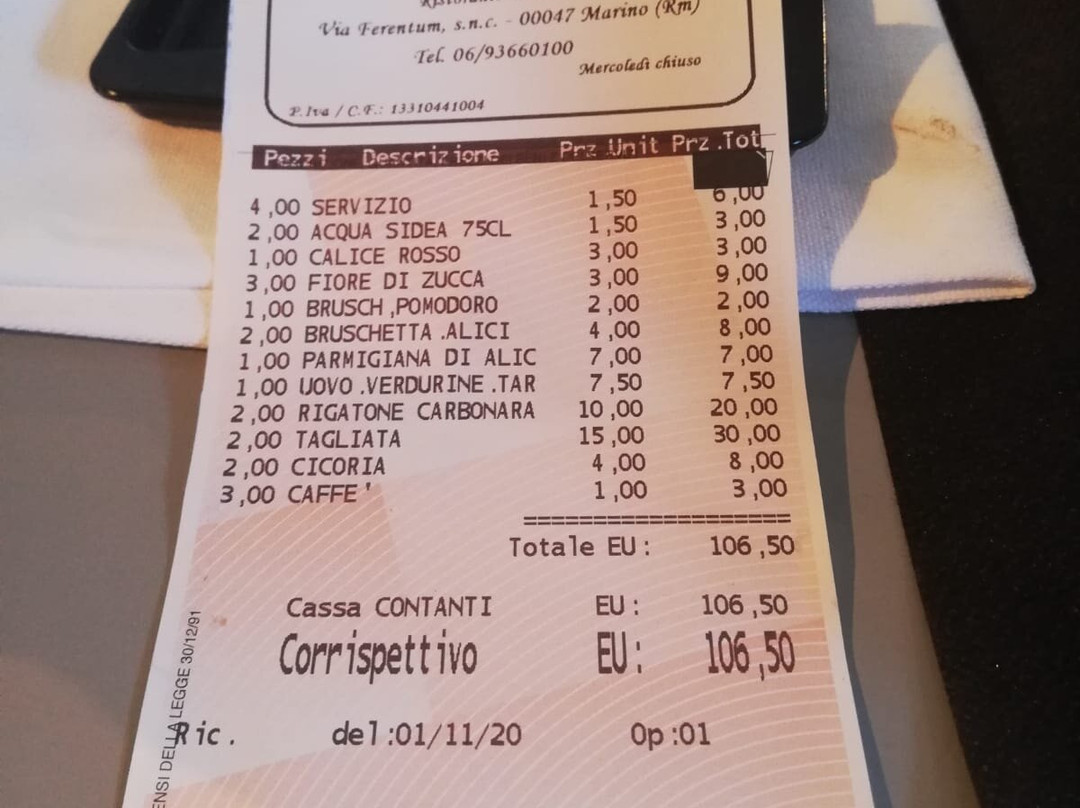 Via Ferentum, s.n.c. - 00047 Marino (Rm)
Tel. 06/93660100
Mercoledì chiuso
P.Iva / C.F.: 13310441004
Pezzi Descrizione Prz.Unit Prz.Tot
4,00 SERVIZIO 1,50 6,00
2,00 ACQUA SIDEA 75CL 1,50 3,00
1,00 CALICE ROSSO 3,00 3,00
3,00 FIORE DI ZUCCA 3,00 9,00
1,00 BRUSCH,POMODORO 2,00 2,00
2,00 BRUSCHETTA.ALICI 4,00 8,00
1,00 PARMIGIANA DI ALIC 7,00 7,00
1,00 UOVO.VERDURINE.TAR 7,50 7,50
2,00 RIGATONE CARBONARA 10,00 20,00
2,00 TAGLIATA 15,00 30,00
2,00 CICORIA 4,00 8,00
3,00 CAFFE' 1,00 3,00
===================
Totale EU: 106,50
Cassa CONTANTI EU: 106,50
Corrispettivo EU: 106,50
Ric. del:01/11/20 Op:01
ENSI DELLA LEGGE 30/12/91